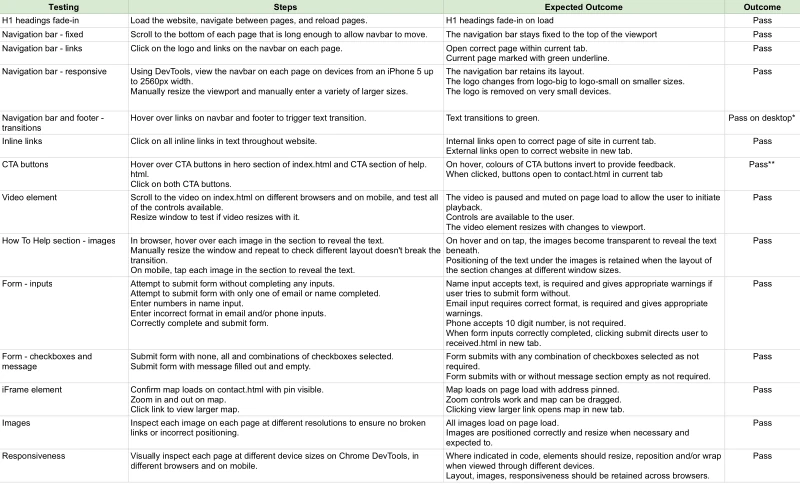 Testing Steps Expected Outcome Outcome
H1 headings fade-in Load the website, navigate between pages, and reload pages. H1 headings fade-in on load Pass
Navigation bar - fixed Scroll to the bottom of each page that is long enough to allow navbar to move. The navigation bar stays fixed to the top of the viewport Pass
Navigation bar - links Click on the logo and links on the navbar on each page. Open correct page within current tab. Pass
Current page marked with green underline.
Navigation bar - responsive Using DevTools, view the navbar on each page on devices from an iPhone 5 up The navigation bar retains its layout. Pass
to 2560px width. The logo changes from logo-big to logo-small on smaller sizes.
Manually resize the viewport and manually enter a variety of larger sizes. The logo is removed on very small devices.
Navigation bar and footer - Hover over links on navbar and footer to trigger text transition. Text transitions to green. Pass on desktop*
transitions
Inline links Click on all inline links in text throughout website. Internal links open to correct page of site in current tab. Pass
External links open to correct website in new tab.
CTA buttons Hover over CTA buttons in hero section of index.html and CTA section of help. On hover, colours of CTA buttons invert to provide feedback. Pass**
html. When clicked, buttons open to contact.html in current tab
Click on both CTA buttons.
Video element Scroll to the video on index.html on different browsers and on mobile, and test all The video is paused and muted on page load to allow the user to initiate Pass
of the controls available. playback.
Resize window to test if video resizes with it. Controls are available to the user.
The video element resizes with changes to viewport.
How To Help section - images In browser, hover over each image in the section to reveal the text. On hover and on tap, the images become transparent to reveal the text Pass
Manually resize the window and repeat to check different layout doesn't break the beneath.
transition. Positioning of the text under the images is retained when the layout of
On mobile, tap each image in the section to reveal the text. the section changes at different window sizes.
Form - inputs Attempt to submit form without completing any inputs. Name input accepts text, is required and gives appropriate warnings if Pass
Attempt to submit form with only one of email or name completed. user tries to submit form without.
Enter numbers in name input. Email input requires correct format, is required and gives appropriate
Enter incorrect format in email and/or phone inputs. warnings.
Correctly complete and submit form. Phone accepts 10 digit number, is not required.
When form inputs correctly completed, clicking submit directs user to
received.html in new tab.
Form - checkboxes and Submit form with none, all and combinations of checkboxes selected. Form submits with any combination of checkboxes selected as not Pass
message Submit form with message filled out and empty. required.
Form submits with or without message section empty as not required.
iFrame element Confirm map loads on contact.html with pin visible. Map loads on page load with address pinned. Pass
Zoom in and out on map. Zoom controls work and map can be dragged.
Click link to view larger map. Clicking view larger link opens map in new tab.
Images Inspect each image on each page at different resolutions to ensure no broken All images load on page load. Pass
links or incorrect positioning. Images are positioned correctly and resize when necessary and
expected to.
Responsiveness Visually inspect each page at different device sizes on Chrome DevTools, in Where indicated in code, elements should resize, reposition and/or wrap Pass
different browsers and on mobile. when viewed through different devices.
Layout, images, responsiveness should be retained across browsers.